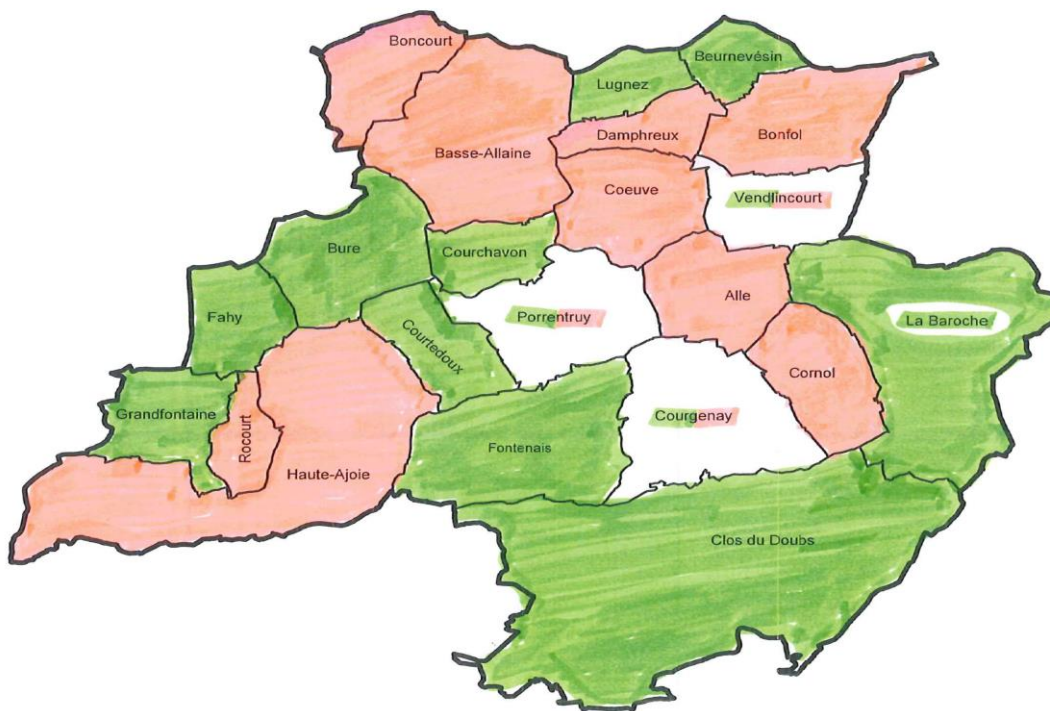 Boncourt
Beurnevésin
Lugnez
Damphreux
Bonfol
Basse-Allaine
Coeuve
Vendlincourt
Bure
Courchavon
Alle
Fahy
Porrentruy
La Baroche
Courtedoux
Cornol
Grandfontaine
Rocourt
Courgenay
Fontenais
Haute-Ajoie
Clos du Doubs